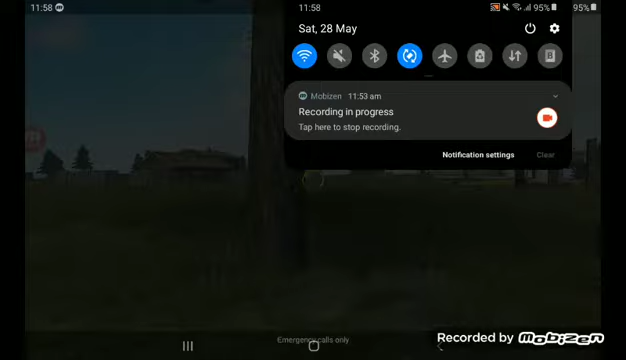 11:58
11:58 95% 95%
Sat, 28 May
Mobizen 11:53 am
Recording in progress
Tap here to stop recording.
Notification settings Clear
Emergency calls only
Recorded by mobizen